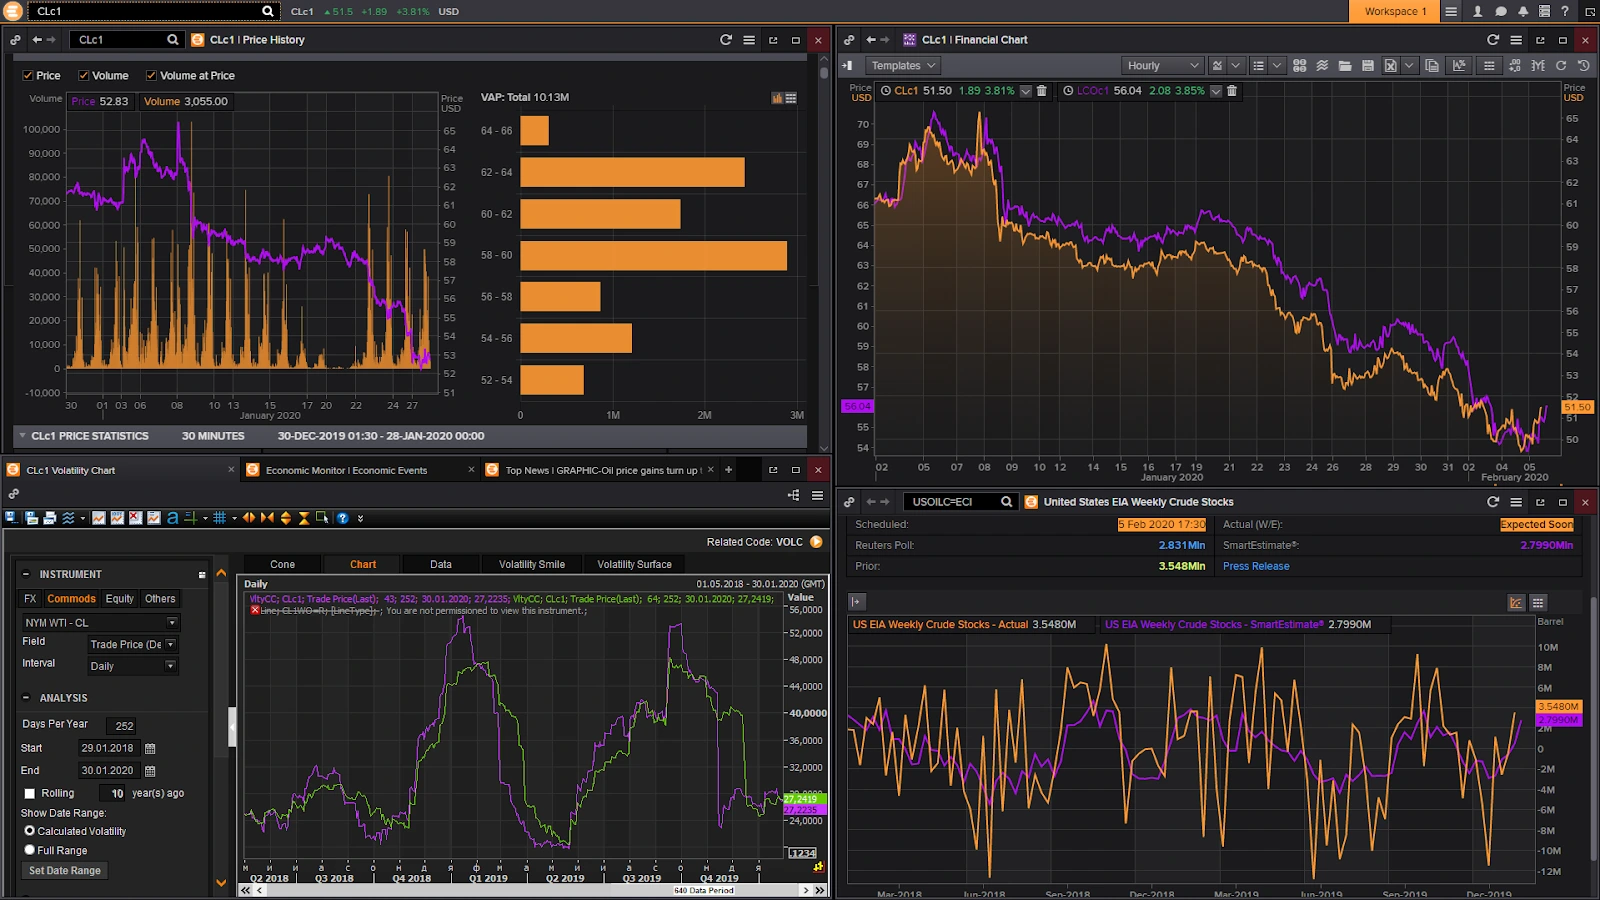 CLc1
CLc1 ▲51.5 +1.89 +3.81% USD
Workspace 1
CLc1
CLc1 | Price History
Price
Volume
Volume at Price
Volume
Price 52.83
Volume 3,055.00
Price
USD
100,000
90,000
80,000
70,000
60,000
50,000
40,000
30,000
20,000
10,000
0
-10,000
65
64
63
62
61
60
59
58
57
56
55
54
53
52
51
30 01 03 06 08 10 13 15 17 20 22 24 27
January 2020
VAP: Total 10.13M
64 - 66
62 - 64
60 - 62
58 - 60
56 - 58
54 - 56
52 - 54
0 1M 2M 3M
CLc1 PRICE STATISTICS 30 MINUTES 30-DEC-2019 01:30 - 28-JAN-2020 00:00
CLc1 | Financial Chart
Templates
Hourly
Price
USD
CLc1 51.50 1.89 3.81%
LCOc1 56.04 2.08 3.85%
Price
USD
70
69
68
67
66
65
64
63
62
61
60
59
58
57
56.04
55
54
65
64
63
62
61
60
59
58
57
56
55
54
53
52
51.50
50
02 05 07 08 09 10 12 14 15 16 19 21 22 23 24 26 28 29 30 31 02 04 05
January 2020
February 2020
CLc1 Volatility Chart
Economic Monitor | Economic Events
Top News | GRAPHIC-Oil price gains turn up
Related Code: VOLC
INSTRUMENT
FX Commods Equity Others
NYM WTI - CL
Field Trade Price (De
Interval Daily
ANALYSIS
Days Per Year 252
Start 29.01.2018
End 30.01.2020
Rolling 10 year(s) ago
Show Date Range:
Calculated Volatility
Full Range
Set Date Range
Cone Chart Data Volatility Smile Volatility Surface
Daily
01.05.2018 - 30.01.2020 (GMT)
VltyCC; CLc1; Trade Price(Last); 43; 252; 30.01.2020; 27,2235; VltyCC; CLc1; Trade Price(Last); 64; 252; 30.01.2020; 27,2419;
Line; CL1WO=R; [LineType]; ; You are not permissioned to view this instrument.;
Value
56,0000
52,0000
48,0000
44,0000
40,0000
36,0000
32,0000
27,2419
27,2235
24,0000
.1234
м и а о н д я ф м и а о н д я
Q2 2018 Q3 2018 Q4 2018 Q1 2019 Q2 2019 Q3 2019 Q4 2019
640 Data Period
USOILC=ECI
United States EIA Weekly Crude Stocks
Scheduled: 5 Feb 2020 17:30
Actual (W/E): Expected Soon
Reuters Poll: 2.831Mln
SmartEstimate®: 2.7990Mln
Prior: 3.548Mln
Press Release
US EIA Weekly Crude Stocks - Actual 3.5480M
US EIA Weekly Crude Stocks - SmartEstimate® 2.7990M
Barrel
10M
8M
6M
3.5480M
2.7990M
2M
0
-2M
-4M
-6M
-8M
-10M
-12M
Mar-2018 Jun-2018 Sep-2018 Dec-2018 Mar-2019 Jun-2019 Sep-2019 Dec-2019